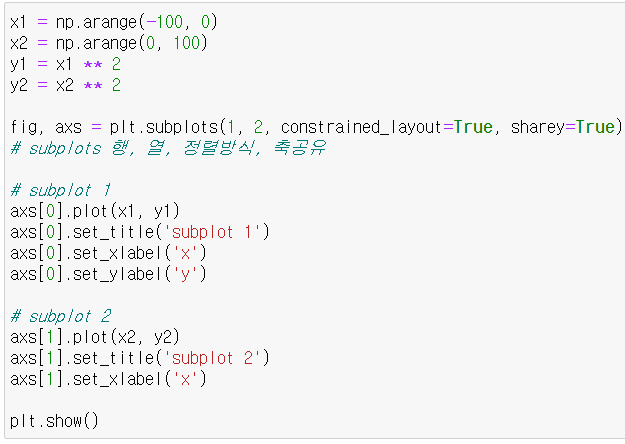 x1 = np.arange(-100, 0)
x2 = np.arange(0, 100)
y1 = x1 ** 2
y2 = x2 ** 2
fig, axs = plt.subplots(1, 2, constrained_layout=True, sharey=True)
# subplots 행, 열, 정렬방식, 축공유
# subplot 1
axs[0].plot(x1, y1)
axs[0].set_title('subplot 1')
axs[0].set_xlabel('x')
axs[0].set_ylabel('y')
# subplot 2
axs[1].plot(x2, y2)
axs[1].set_title('subplot 2')
axs[1].set_xlabel('x')
plt.show()